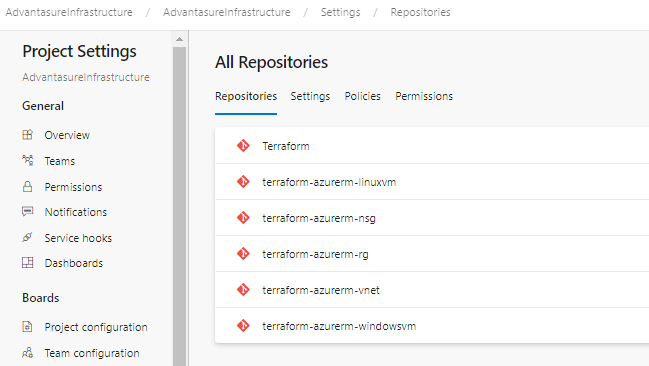 AdvantasureInfrastructure / AdvantasureInfrastructure / Settings / Repositories
Project Settings
AdvantasureInfrastructure
General
Overview
Teams
Permissions
Notifications
Service hooks
Dashboards
Boards
Project configuration
Team configuration
All Repositories
Repositories Settings Policies Permissions
Terraform
terraform-azurerm-linuxvm
terraform-azurerm-nsg
terraform-azurerm-rg
terraform-azurerm-vnet
terraform-azurerm-windowsvm